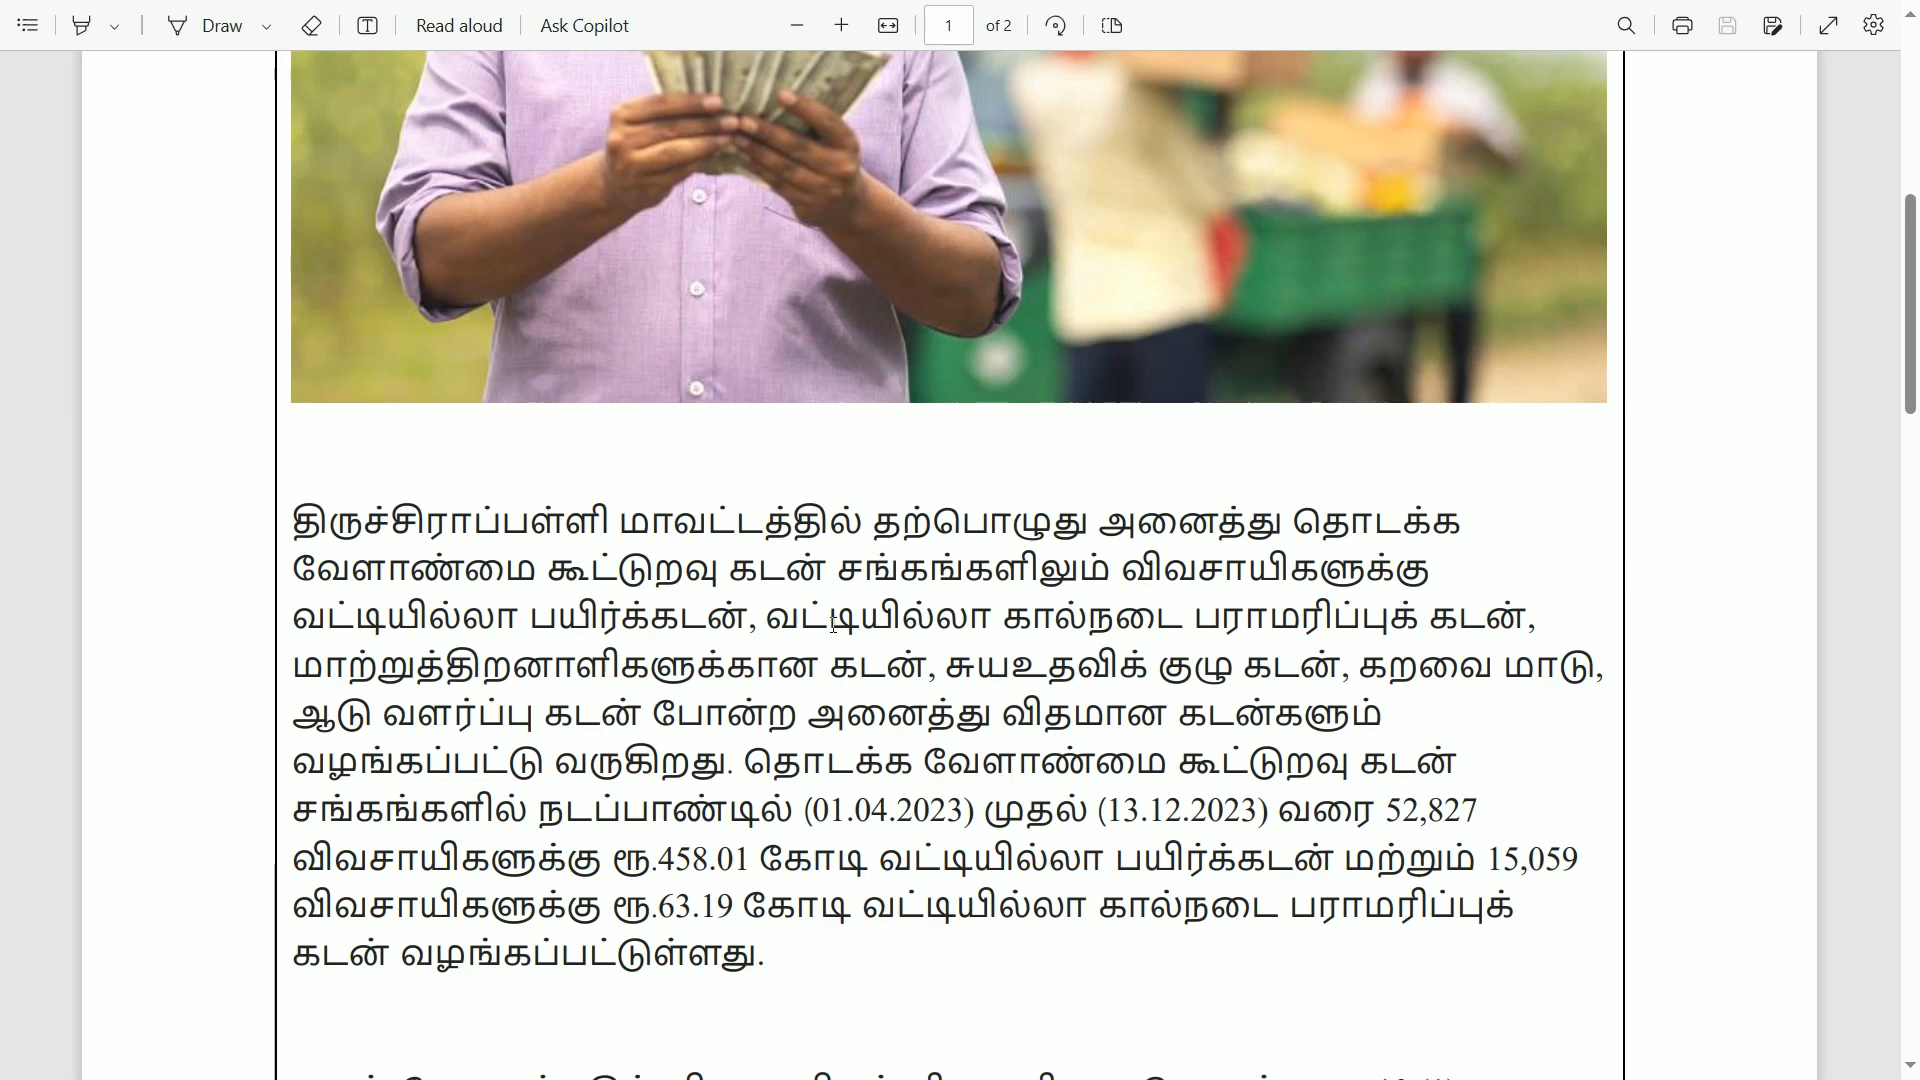 Draw Read aloud Ask Copilot 1 of 2
திருச்சிராப்பள்ளி மாவட்டத்தில் தற்பொழுது அனைத்து தொடக்க
வேளாண்மை கூட்டுறவு கடன் சங்கங்களிலும் விவசாயிகளுக்கு
வட்டியில்லா பயிர்க்கடன், வட்டியில்லா கால்நடை பராமரிப்புக் கடன்,
மாற்றுத்திறனாளிகளுக்கான கடன், சுயஉதவிக் குழு கடன், கறவை மாடு,
ஆடு வளர்ப்பு கடன் போன்ற அனைத்து விதமான கடன்களும்
வழங்கப்பட்டு வருகிறது. தொடக்க வேளாண்மை கூட்டுறவு கடன்
சங்கங்களில் நடப்பாண்டில் (01.04.2023) முதல் (13.12.2023) வரை 52,827
விவசாயிகளுக்கு ரூ.458.01 கோடி வட்டியில்லா பயிர்க்கடன் மற்றும் 15,059
விவசாயிகளுக்கு ரூ.63.19 கோடி வட்டியில்லா கால்நடை பராமரிப்புக்
கடன் வழங்கப்பட்டுள்ளது.